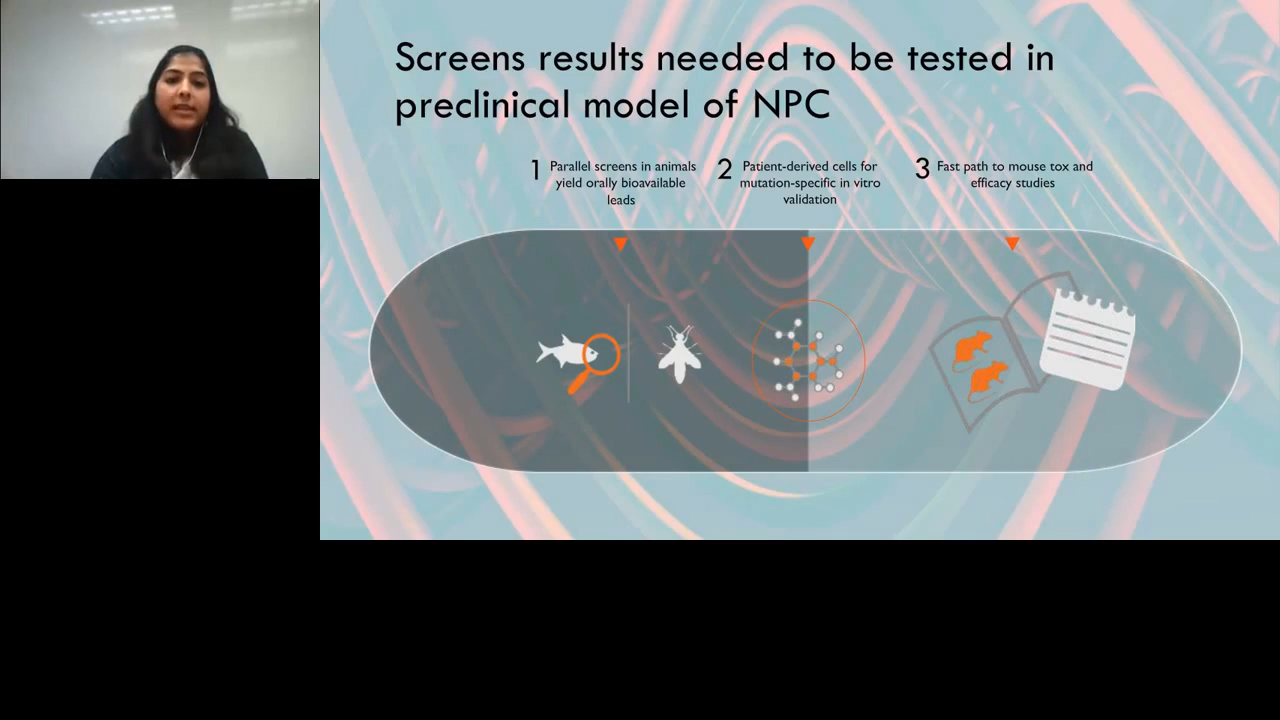 Screens results needed to be tested in
preclinical model of NPC
1 Parallel screens in animals
yield orally bioavailable
leads
2 Patient-derived cells for
mutation-specific in vitro
validation
3 Fast path to mouse tox and
efficacy studies